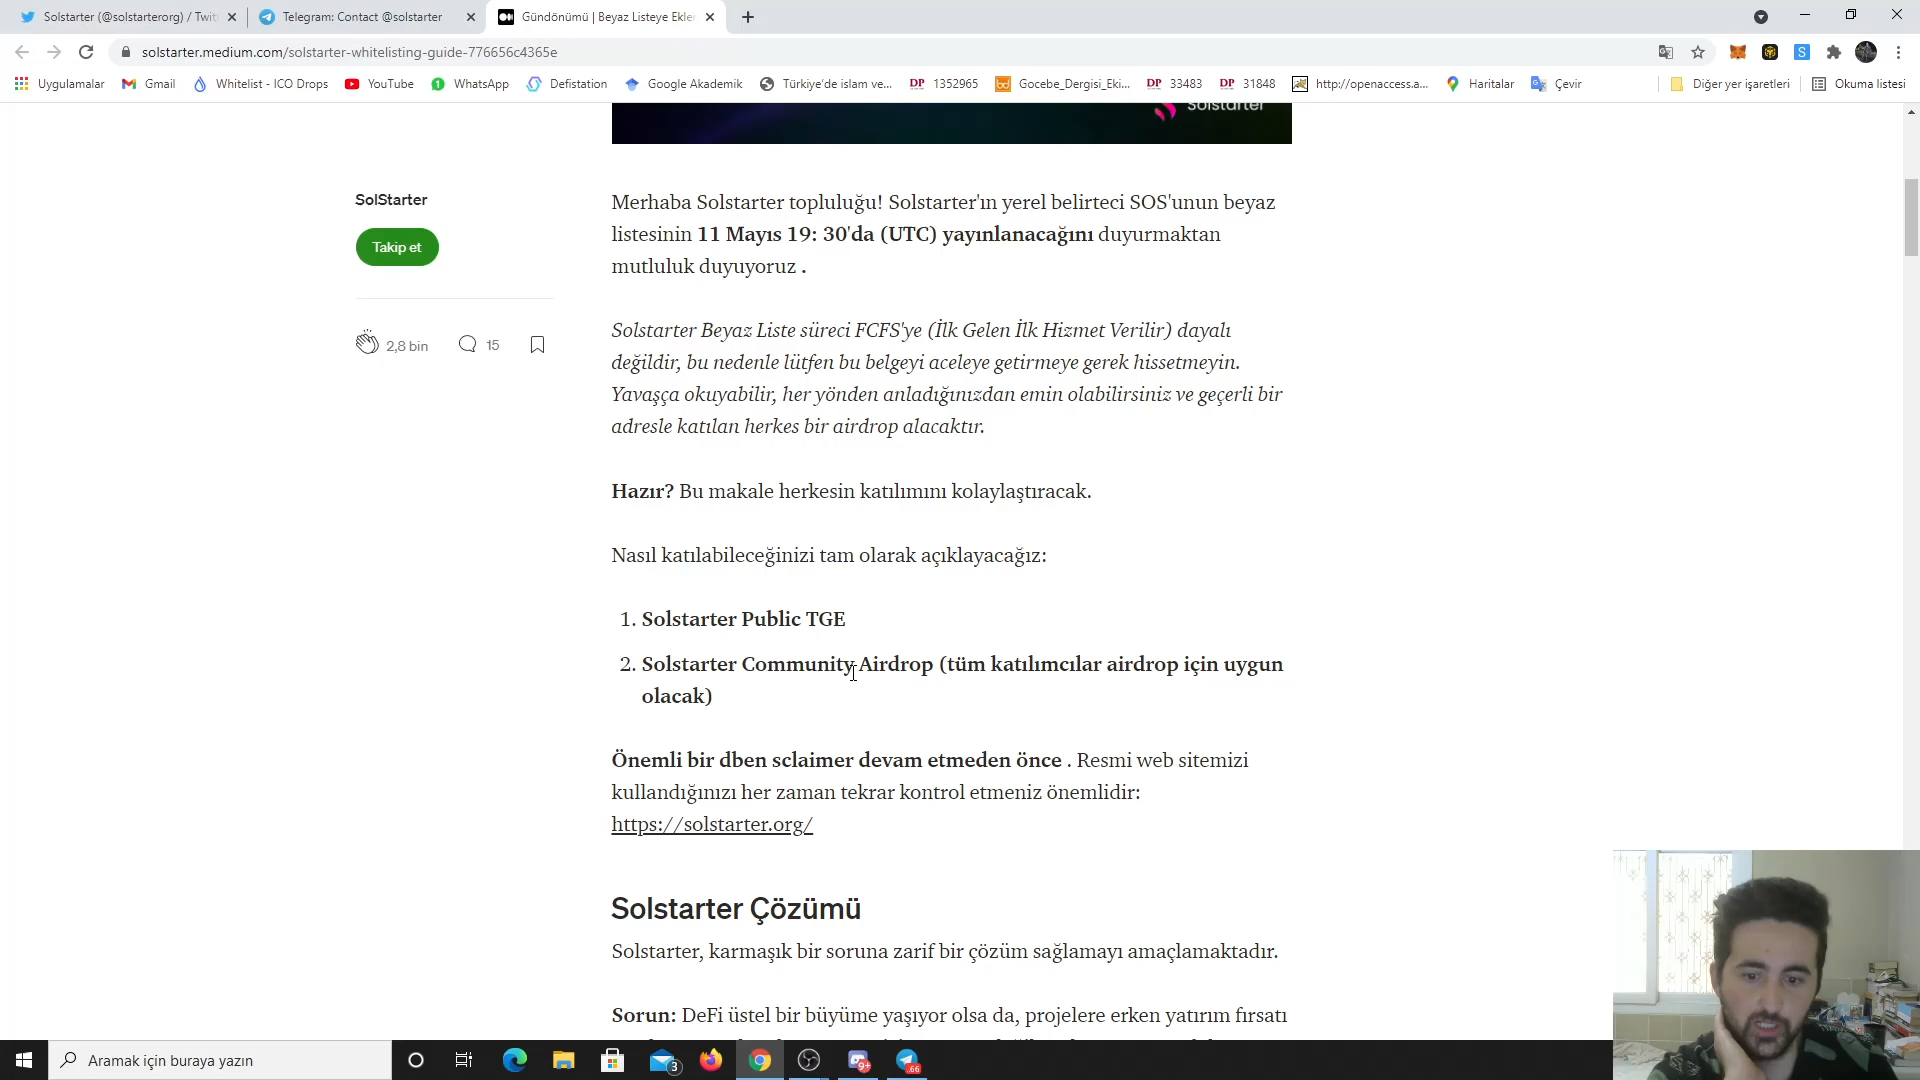 Solstarter (@solstarterorg) / Twit
Telegram: Contact @solstarter
Gündönümü | Beyaz Listeye Ekle
solstarter.medium.com/solstarter-whitelisting-guide-776656c4365e
Uygulamalar Gmail Whitelist - ICO Drops YouTube WhatsApp Defistation Google Akademik Türkiye'de islam ve... DP 1352965 Gocebe_Dergisi_Eki... DP 33483 DP 31848 http://openaccess.a... Haritalar Çevir Diğer yer işaretleri Okuma listesi
Solstarter
SolStarter
Takip et
2,8 bin 15
Merhaba Solstarter topluluğu! Solstarter'ın yerel belirteci SOS'unun beyaz
listesinin 11 Mayıs 19: 30'da (UTC) yayınlanacağını duyurmaktan
mutluluk duyuyoruz .
Solstarter Beyaz Liste süreci FCFS'ye (İlk Gelen İlk Hizmet Verilir) dayalı
değildir, bu nedenle lütfen bu belgeyi aceleye getirmeye gerek hissetmeyin.
Yavaşça okuyabilir, her yönden anladığınızdan emin olabilirsiniz ve geçerli bir
adresle katılan herkes bir airdrop alacaktır.
Hazır? Bu makale herkesin katılımını kolaylaştıracak.
Nasıl katılabileceğinizi tam olarak açıklayacağız:
1. Solstarter Public TGE
2. Solstarter Community Airdrop (tüm katılımcılar airdrop için uygun
olacak)
Önemli bir dben sclaimer devam etmeden önce . Resmi web sitemizi
kullandığınızı her zaman tekrar kontrol etmeniz önemlidir:
https://solstarter.org/
Solstarter Çözümü
Solstarter, karmaşık bir soruna zarif bir çözüm sağlamayı amaçlamaktadır.
Sorun: DeFi üstel bir büyüme yaşıyor olsa da, projelere erken yatırım fırsatı
Aramak için buraya yazın
3
9+
66